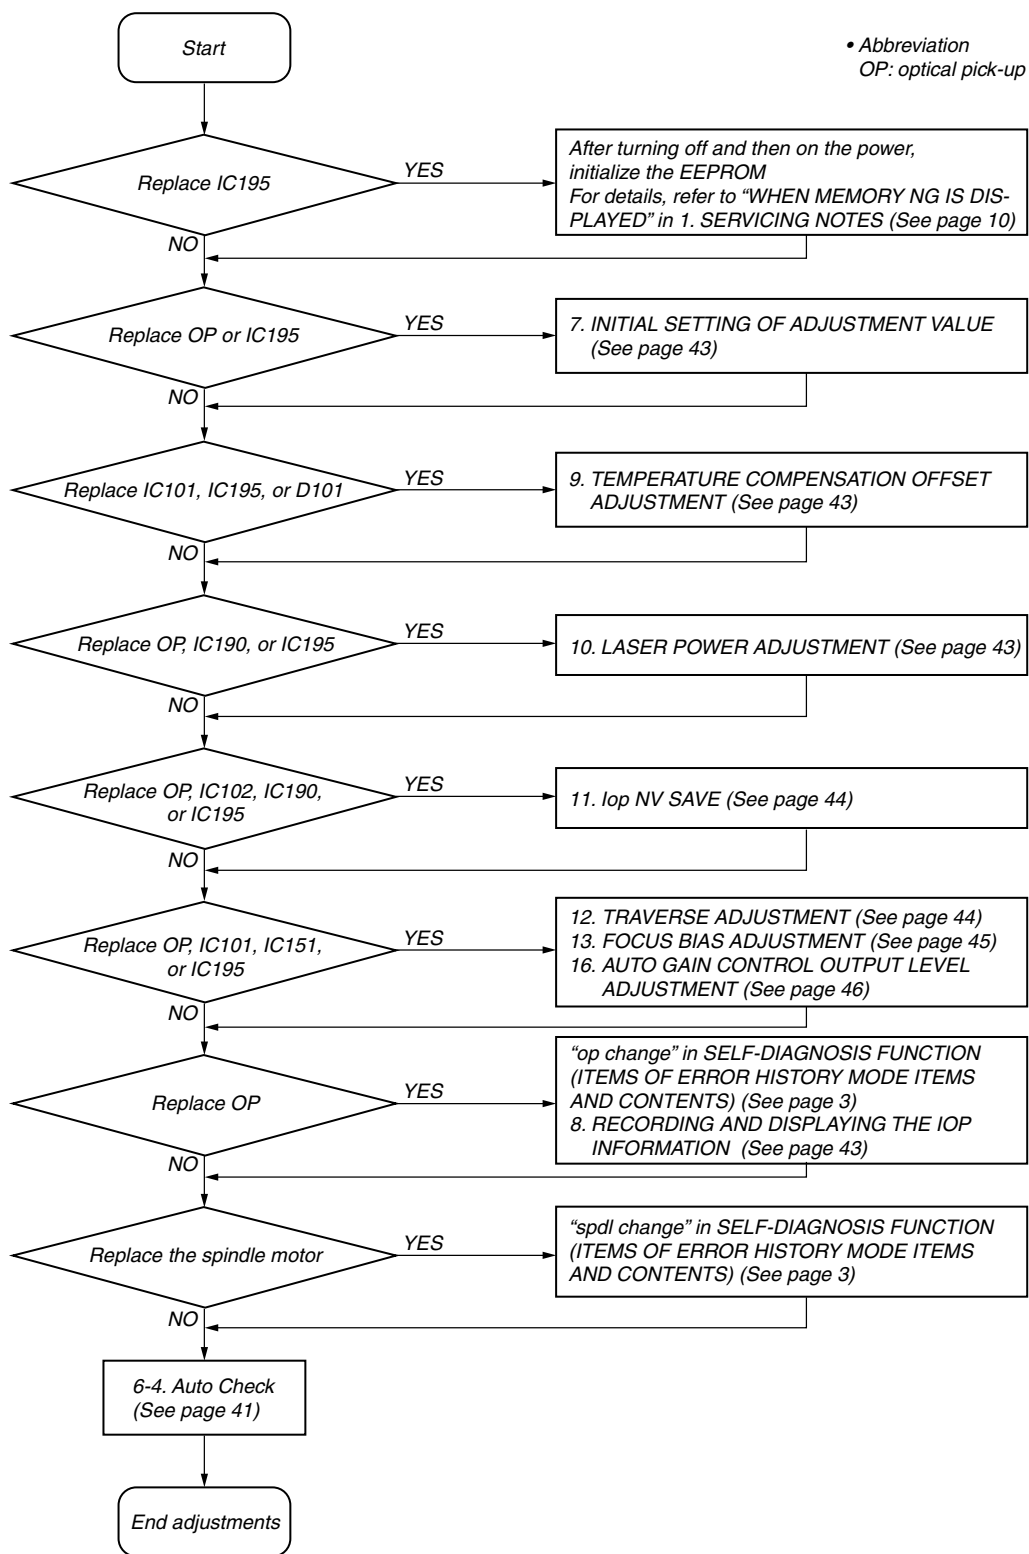 Start
• Abbreviation
OP: optical pick-up
Replace IC195
YES
After turning off and then on the power,
initialize the EEPROM
For details, refer to “WHEN MEMORY NG IS DIS-
PLAYED” in 1. SERVICING NOTES (See page 10)
NO
Replace OP or IC195
YES
7. INITIAL SETTING OF ADJUSTMENT VALUE
(See page 43)
NO
Replace IC101, IC195, or D101
YES
9. TEMPERATURE COMPENSATION OFFSET
ADJUSTMENT (See page 43)
NO
Replace OP, IC190, or IC195
YES
10. LASER POWER ADJUSTMENT (See page 43)
NO
Replace OP, IC102, IC190,
or IC195
YES
11. Iop NV SAVE (See page 44)
NO
Replace OP, IC101, IC151,
or IC195
YES
12. TRAVERSE ADJUSTMENT (See page 44)
13. FOCUS BIAS ADJUSTMENT (See page 45)
16. AUTO GAIN CONTROL OUTPUT LEVEL
ADJUSTMENT (See page 46)
NO
Replace OP
YES
“op change” in SELF-DIAGNOSIS FUNCTION
(ITEMS OF ERROR HISTORY MODE ITEMS
AND CONTENTS) (See page 3)
8. RECORDING AND DISPLAYING THE IOP
INFORMATION (See page 43)
NO
Replace the spindle motor
YES
“spdl change” in SELF-DIAGNOSIS FUNCTION
(ITEMS OF ERROR HISTORY MODE ITEMS
AND CONTENTS) (See page 3)
NO
6-4. Auto Check
(See page 41)
End adjustments